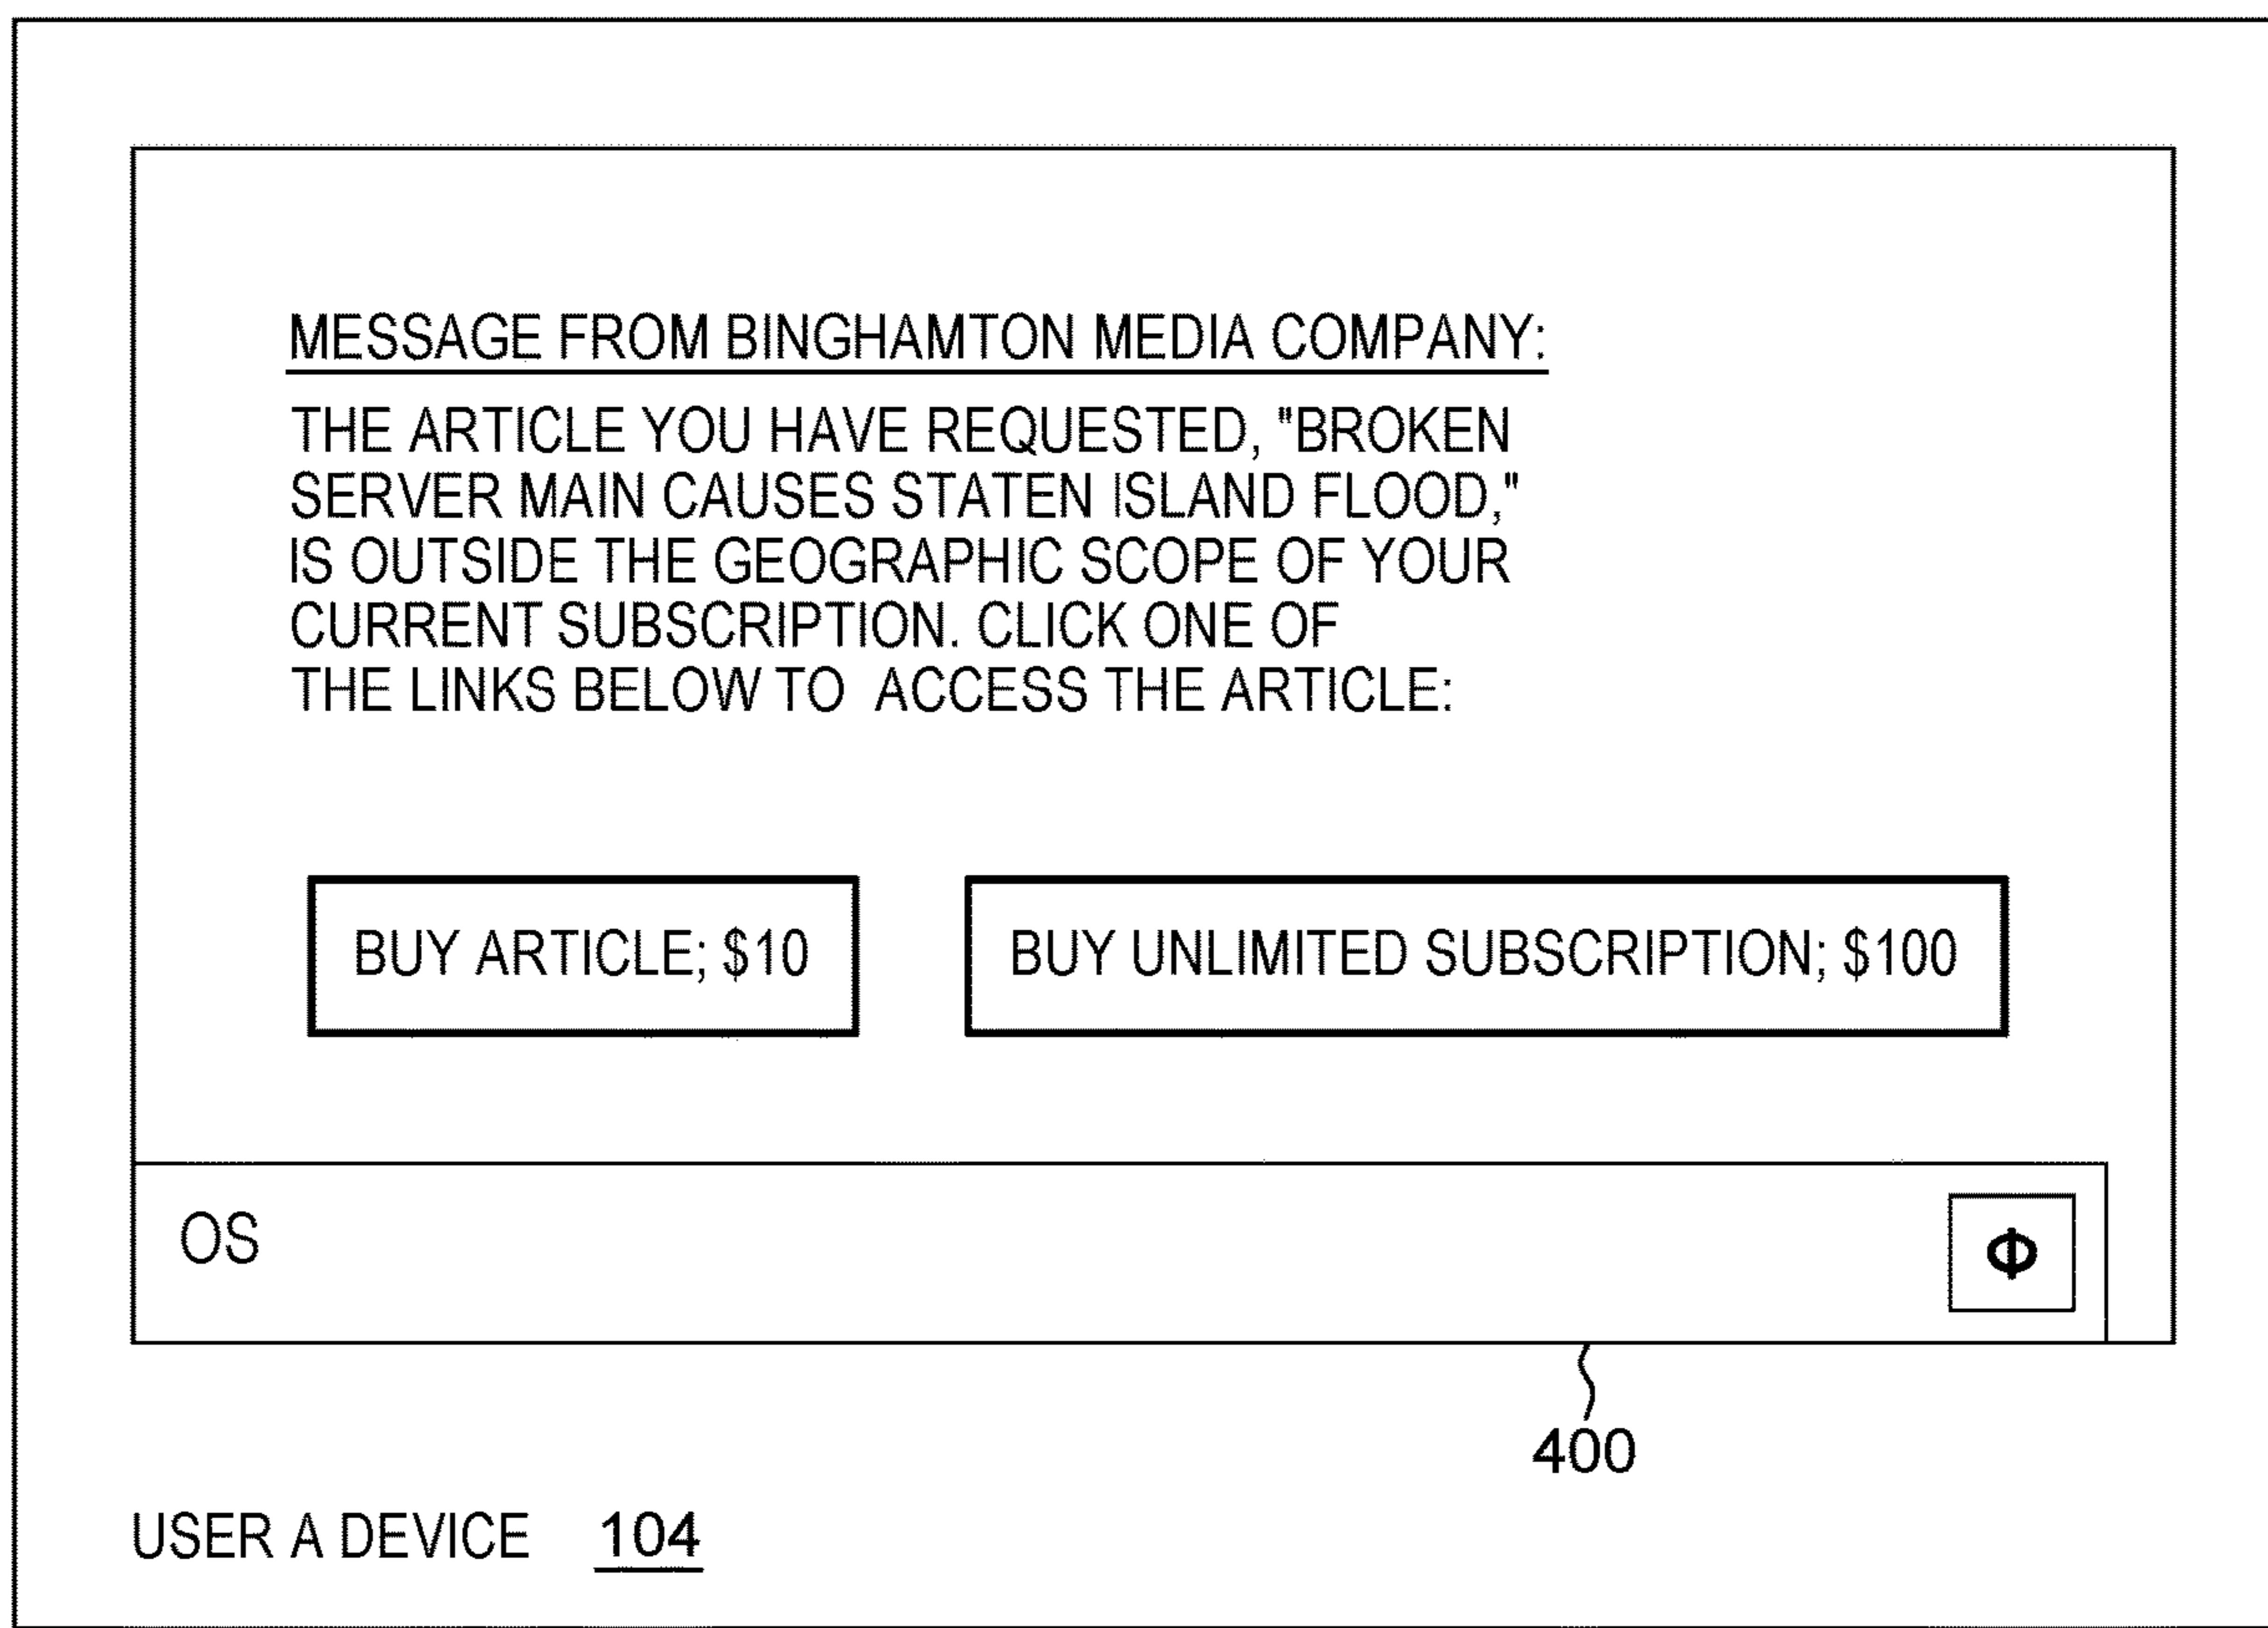 MESSAGE FROM BINGHAMTON MEDIA COMPANY:
THE ARTICLE YOU HAVE REQUESTED, "BROKEN
SERVER MAIN CAUSES STATEN ISLAND FLOOD,"
IS OUTSIDE THE GEOGRAPHIC SCOPE OF YOUR
CURRENT SUBSCRIPTION. CLICK ONE OF
THE LINKS BELOW TO ACCESS THE ARTICLE:
BUY ARTICLE; $10
BUY UNLIMITED SUBSCRIPTION; $100
OS
Φ
400
USER A DEVICE 104